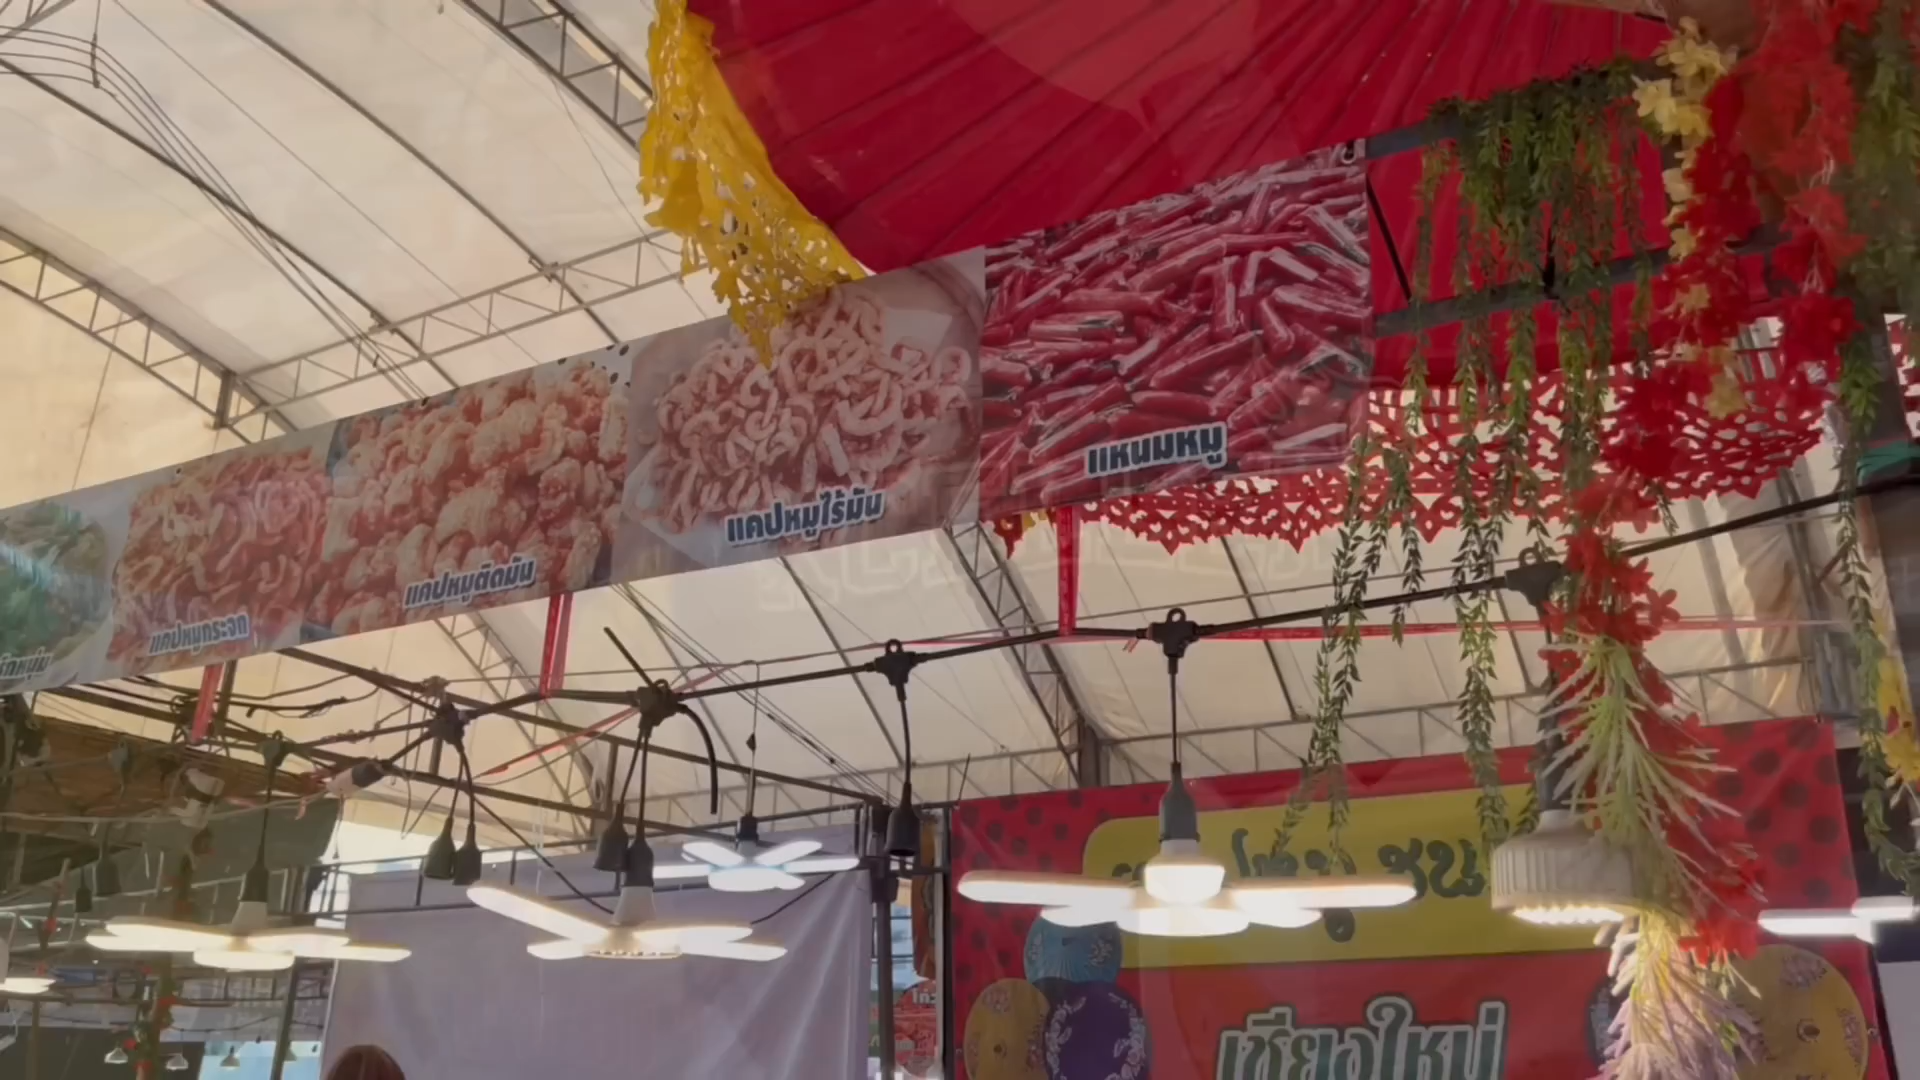 แหนมหมู
แคปหมูไร้มัน
แคปหมูติดมัน
แคปหมูกระจก
เชียงใหม่